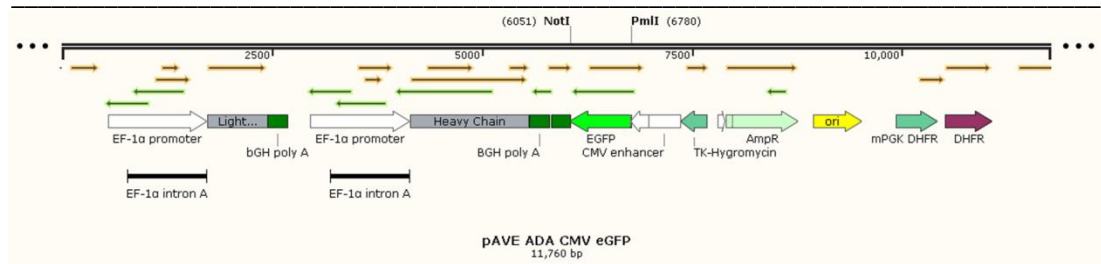 (6051) NotI PmlI (6780)
2500 5000 7500 10,000
EF-1α promoter Light... bGH poly A EF-1α promoter Heavy Chain BGH poly A EGFP CMV enhancer TK-Hygromycin AmpR ori mPGK DHFR DHFR
EF-1α intron A EF-1α intron A
pAVE ADA CMV eGFP
11,760 bp